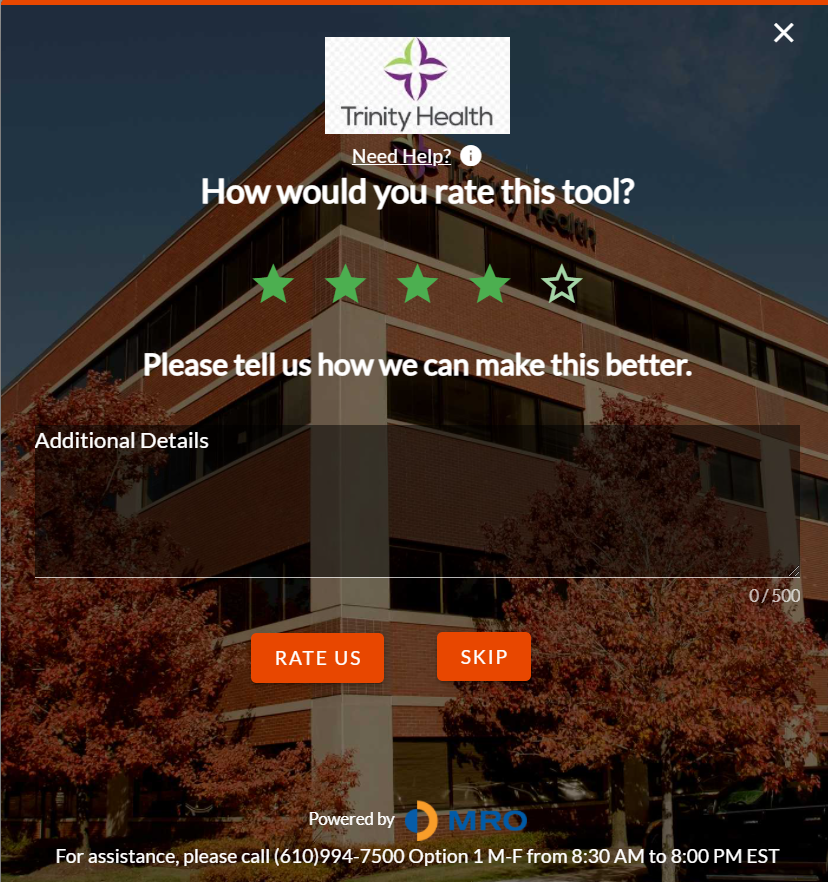 Trinity Health
Need Help?
Trinity Health
How would you rate this tool?
Please tell us how we can make this better.
Additional Details
0 / 500
RATE US
SKIP
Powered by MRO
For assistance, please call (610)994-7500 Option 1 M-F from 8:30 AM to 8:00 PM EST